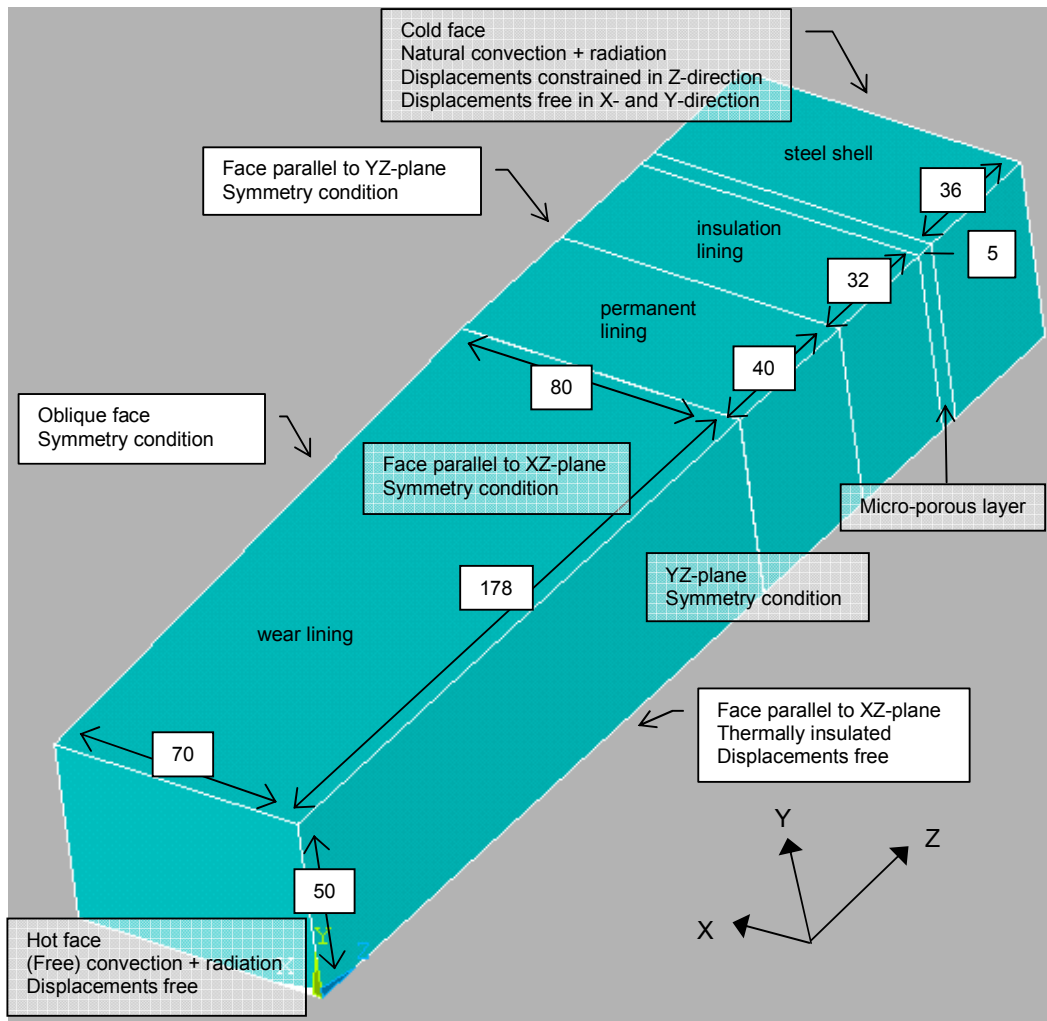 Cold face
Natural convection + radiation
Displacements constrained in Z-direction
Displacements free in X- and Y-direction
steel shell
Face parallel to YZ-plane
Symmetry condition
36
insulation
lining
5
32
permanent
lining
40
80
Oblique face
Symmetry condition
Face parallel to XZ-plane
Symmetry condition
Micro-porous layer
YZ-plane
Symmetry condition
178
wear lining
Face parallel to XZ-plane
Thermally insulated
Displacements free
70
Y
Z
X
50
Hot face
(Free) convection + radiation
Displacements free
Y
Z
X